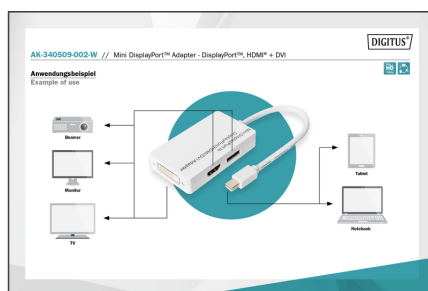 DIGITUS®
AK-340509-002-W // Mini DisplayPort™ Adapter - DisplayPort™, HDMI® + DVI
Anwendungsbeispiel
Example of use
Beamer
Monitor
TV
Tablet
Notebook